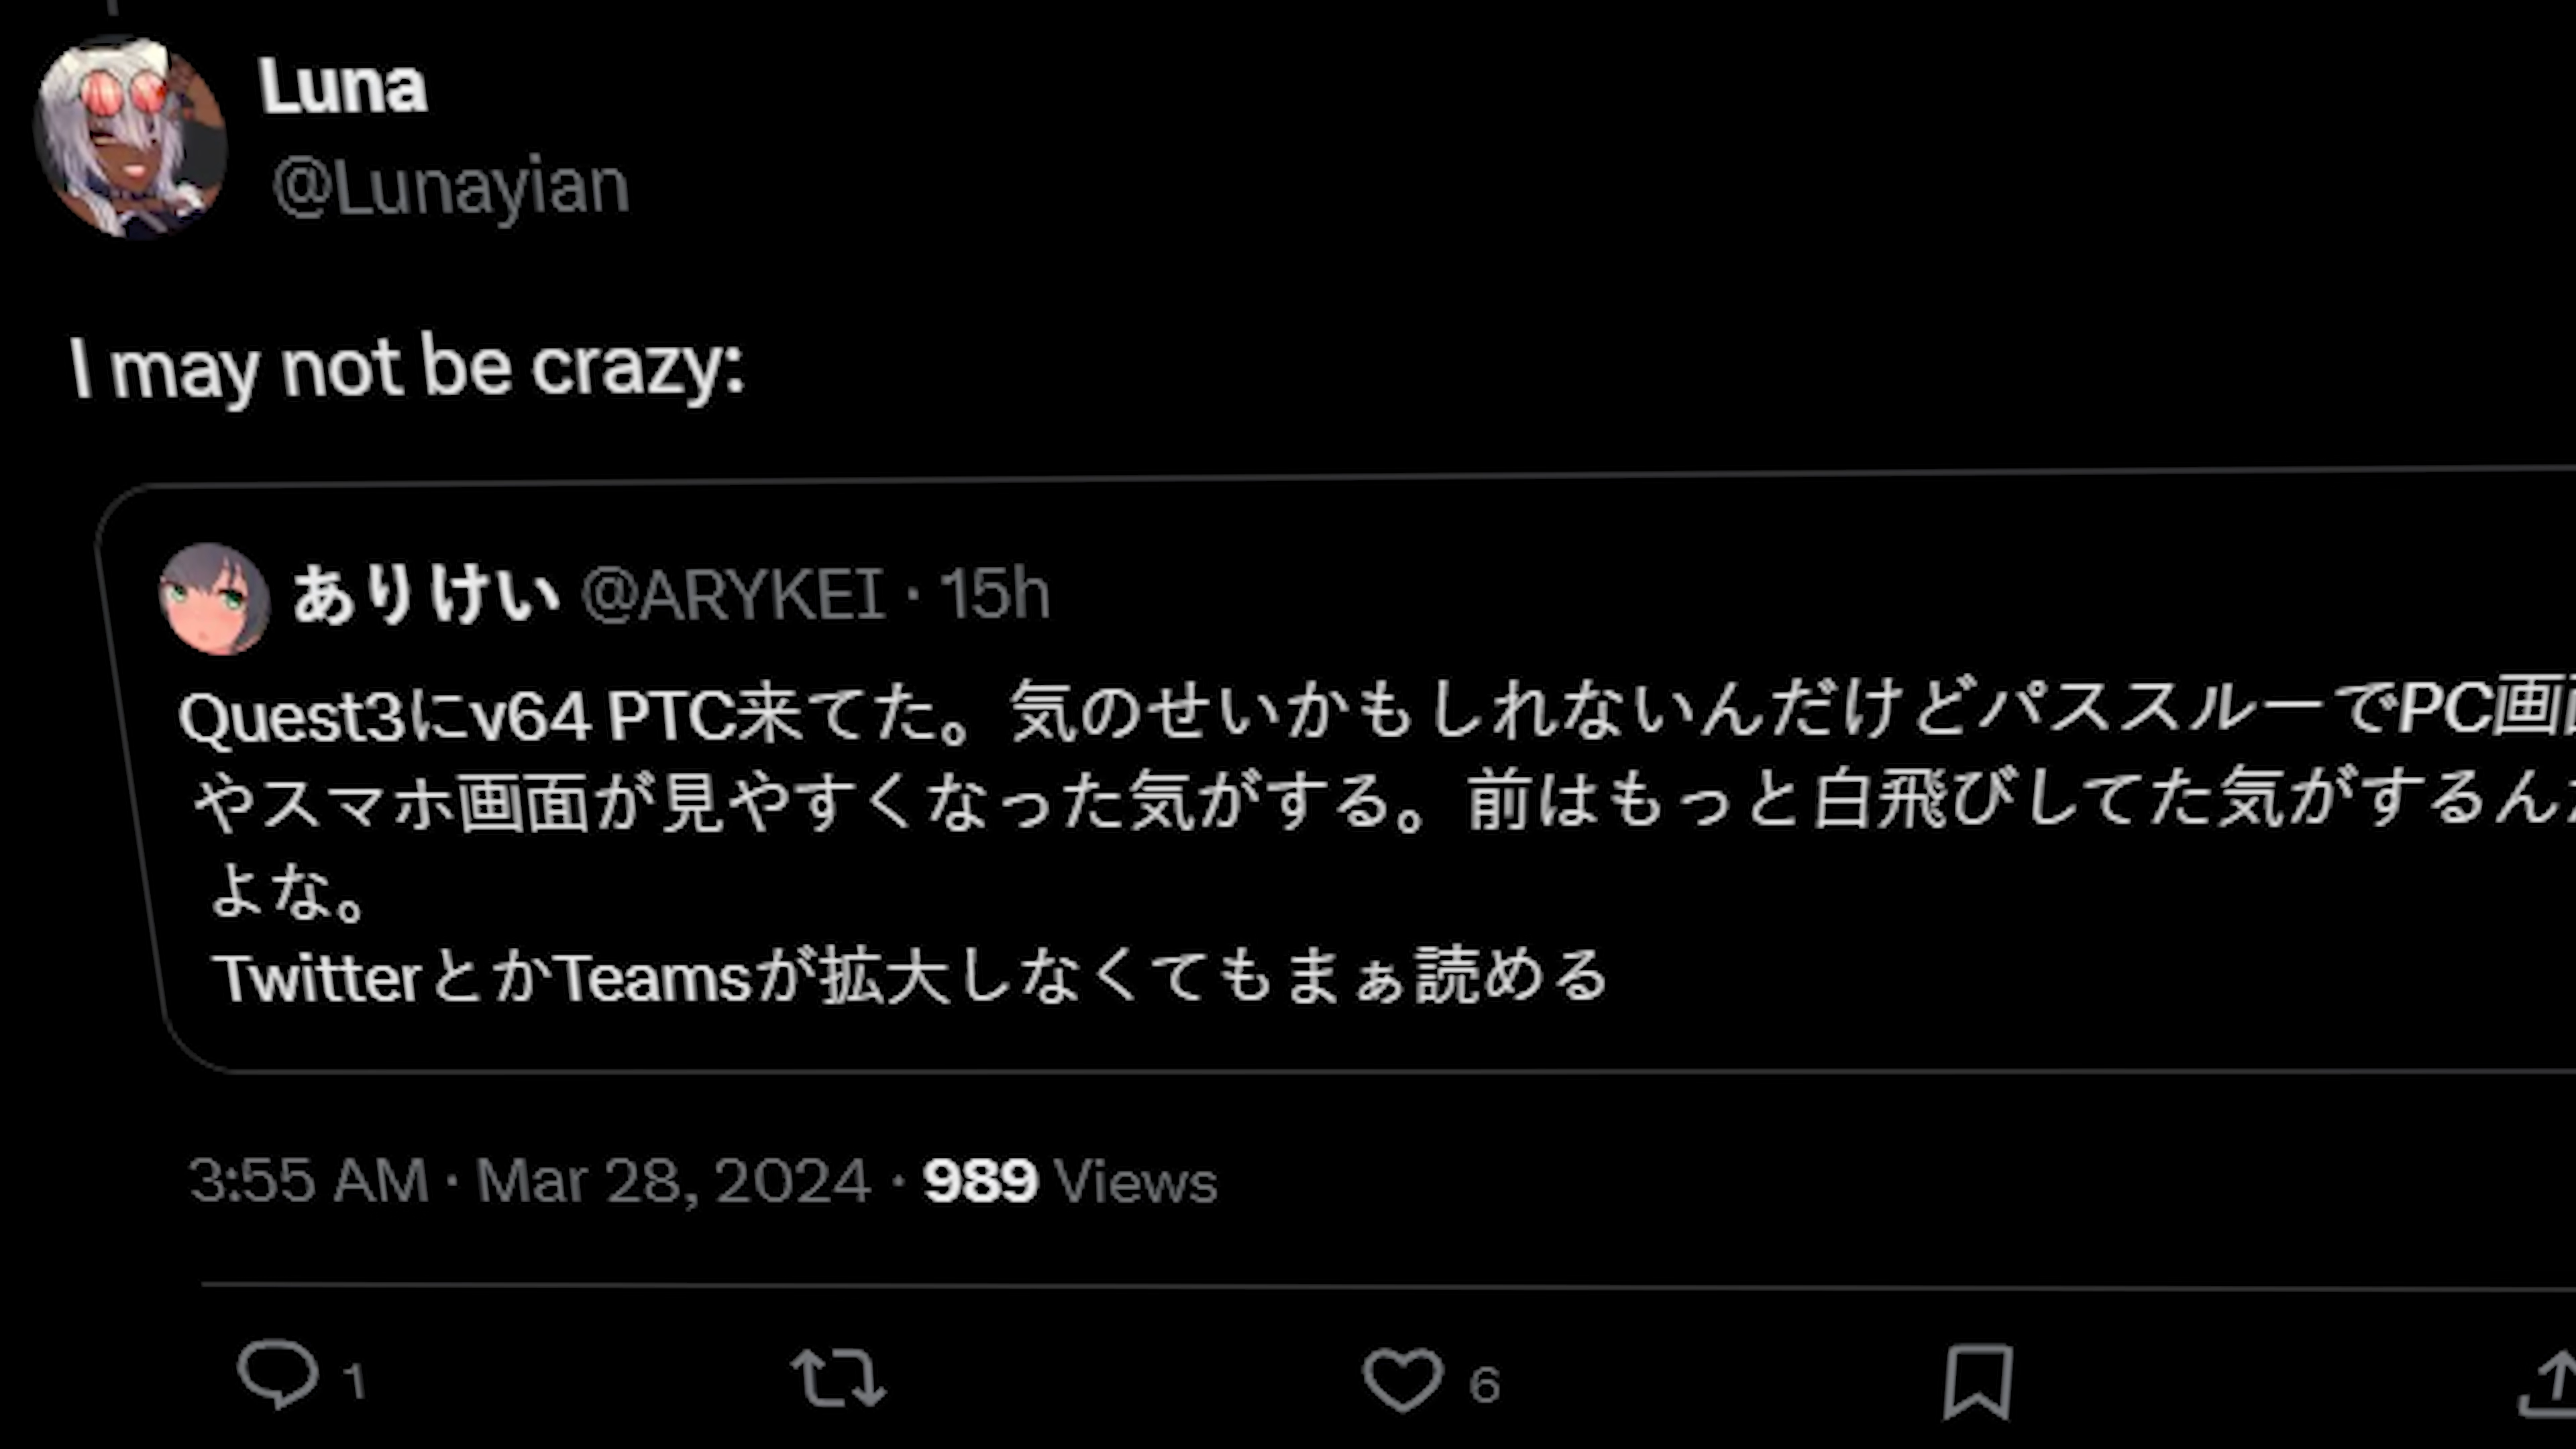 Luna
@Lunayian
I may not be crazy:
ありけい @ARYKEI · 15h
Quest3にv64 PTC来てた。気のせいかもしれないんだけどパススルーでPC画
やスマホ画面が見やすくなった気がする。前はもっと白飛びしてた気がするん
よな。
TwitterとかTeamsが拡大しなくてもまぁ読める
3:55 AM · Mar 28, 2024 · 989 Views
1
6